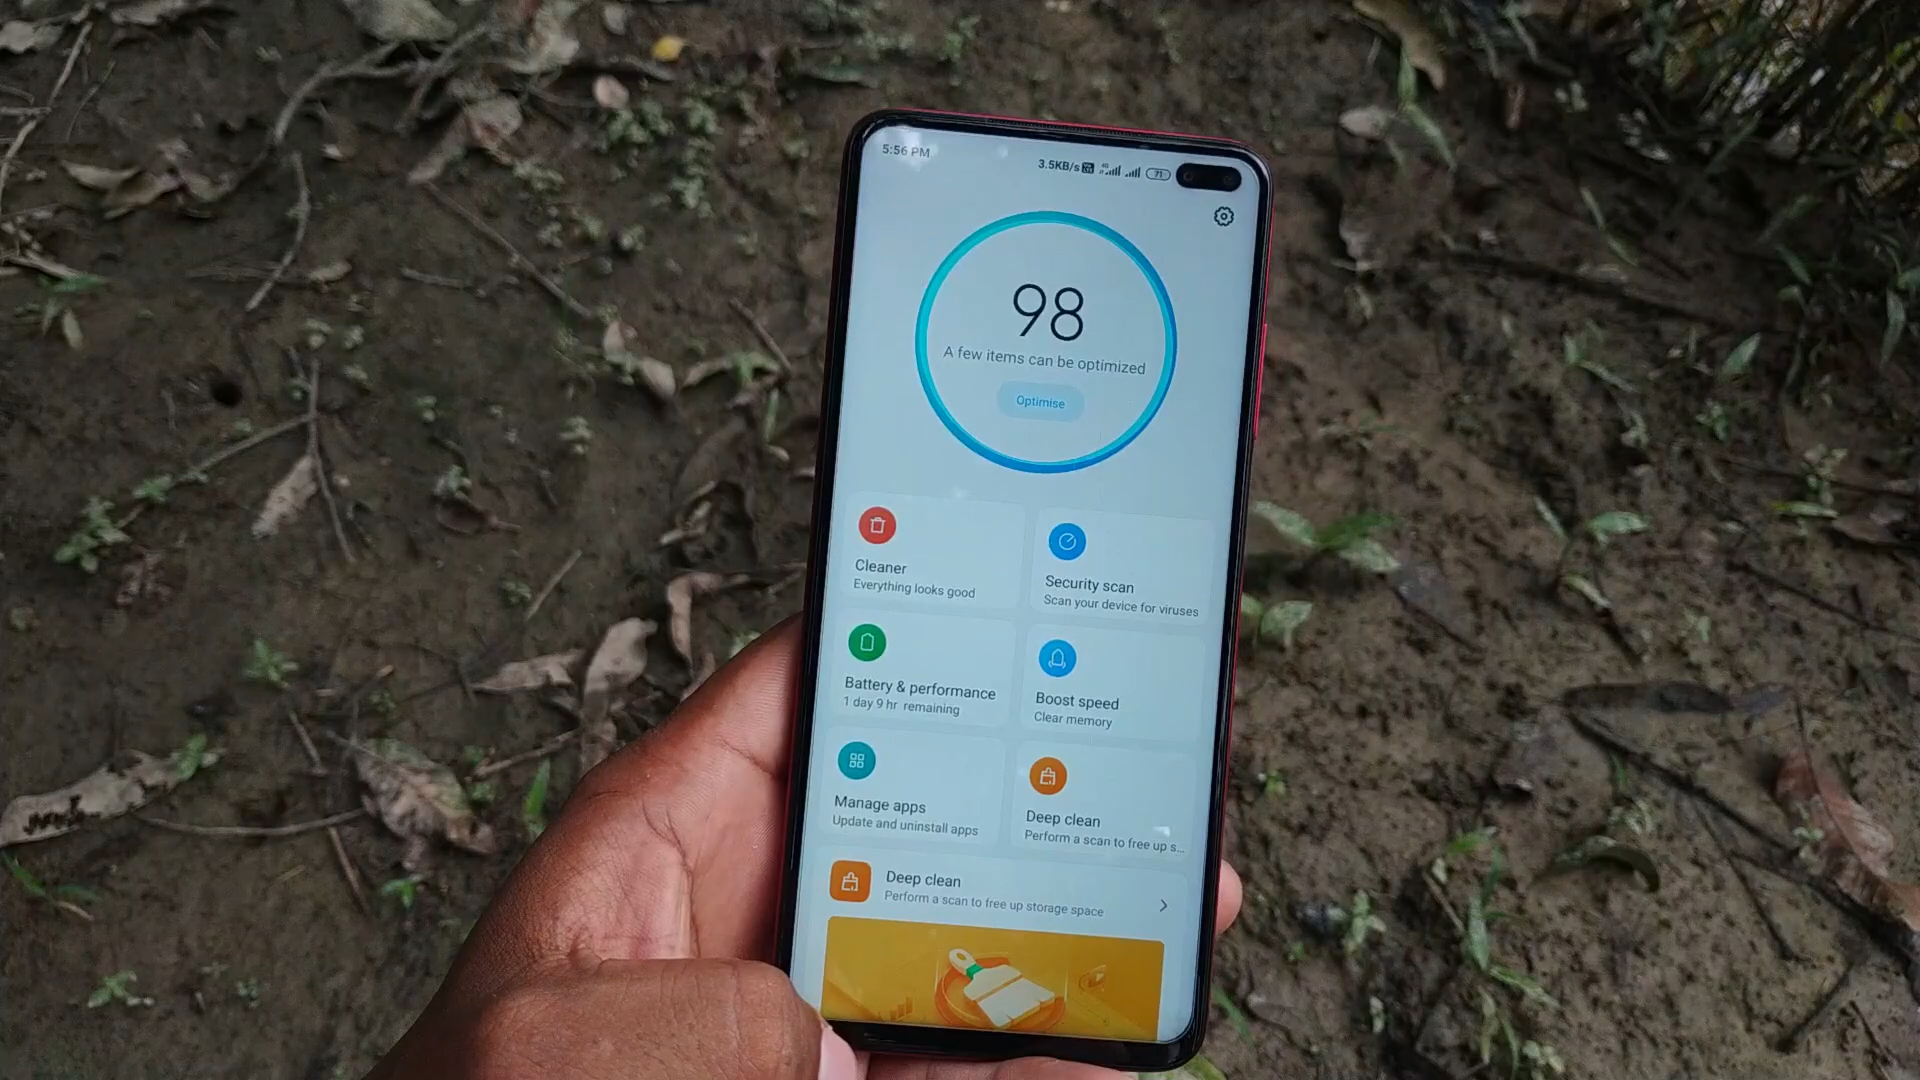 5:56 PM
3.5KB/s
4G
71
98
A few items can be optimized
Optimise
Cleaner
Everything looks good
Security scan
Scan your device for viruses
Battery & performance
1 day 9 hr remaining
Boost speed
Clear memory
Manage apps
Update and uninstall apps
Deep clean
Perform a scan to free up s...
Deep clean
Perform a scan to free up storage space